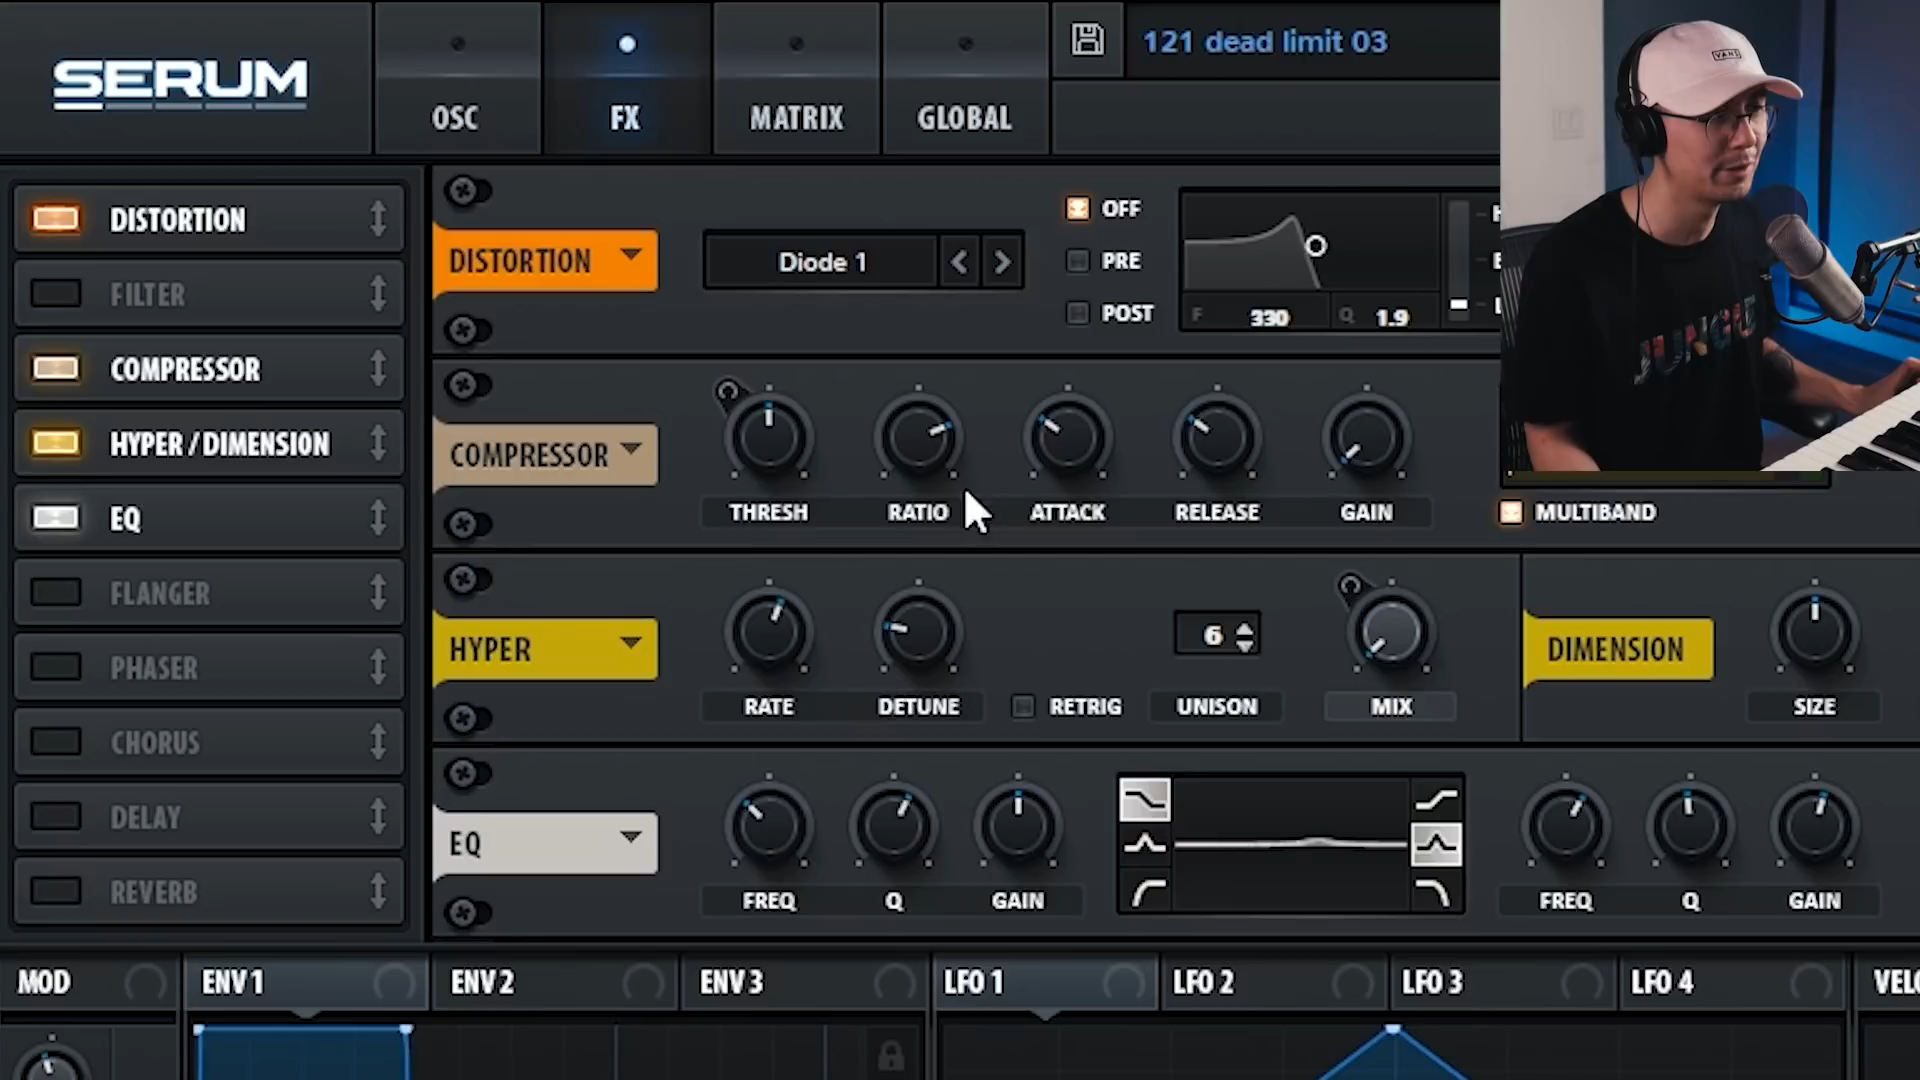 SERUM
OSC
FX
MATRIX
GLOBAL
121 dead limit 03
DISTORTION
FILTER
COMPRESSOR
HYPER / DIMENSION
EQ
FLANGER
PHASER
CHORUS
DELAY
REVERB
DISTORTION
Diode 1
OFF
PRE
POST
F 330 Q 1.9
COMPRESSOR
THRESH RATIO ATTACK RELEASE GAIN
MULTIBAND
HYPER
6
RATE DETUNE RETRIG UNISON MIX
DIMENSION
SIZE
EQ
FREQ Q GAIN
FREQ Q GAIN
MOD ENV 1 ENV 2 ENV 3 LFO 1 LFO 2 LFO 3 LFO 4
VANS